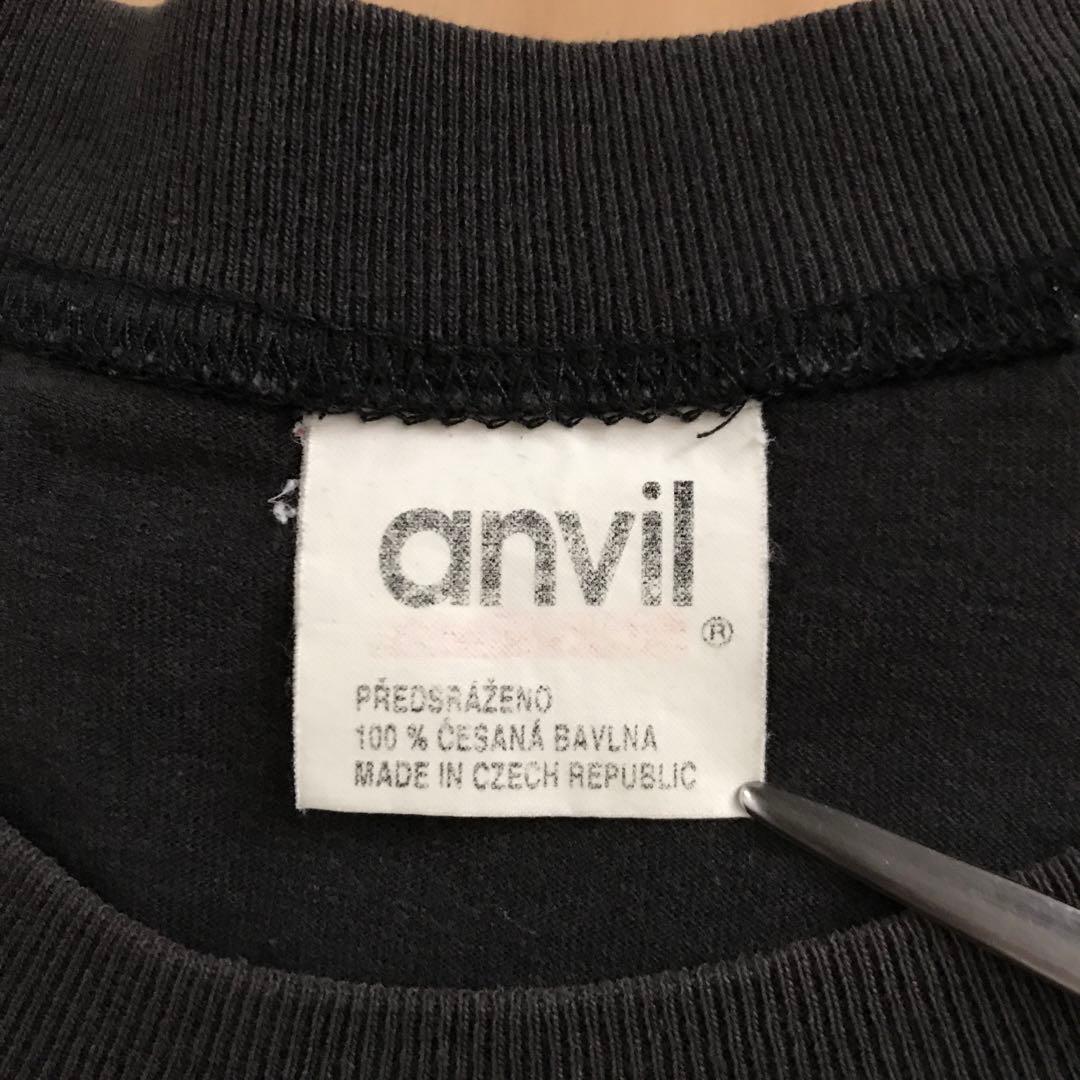 anvil
®
PŘEDSRÁŽENO
100 % ČESANÁ BAVLNA
MADE IN CZECH REPUBLIC